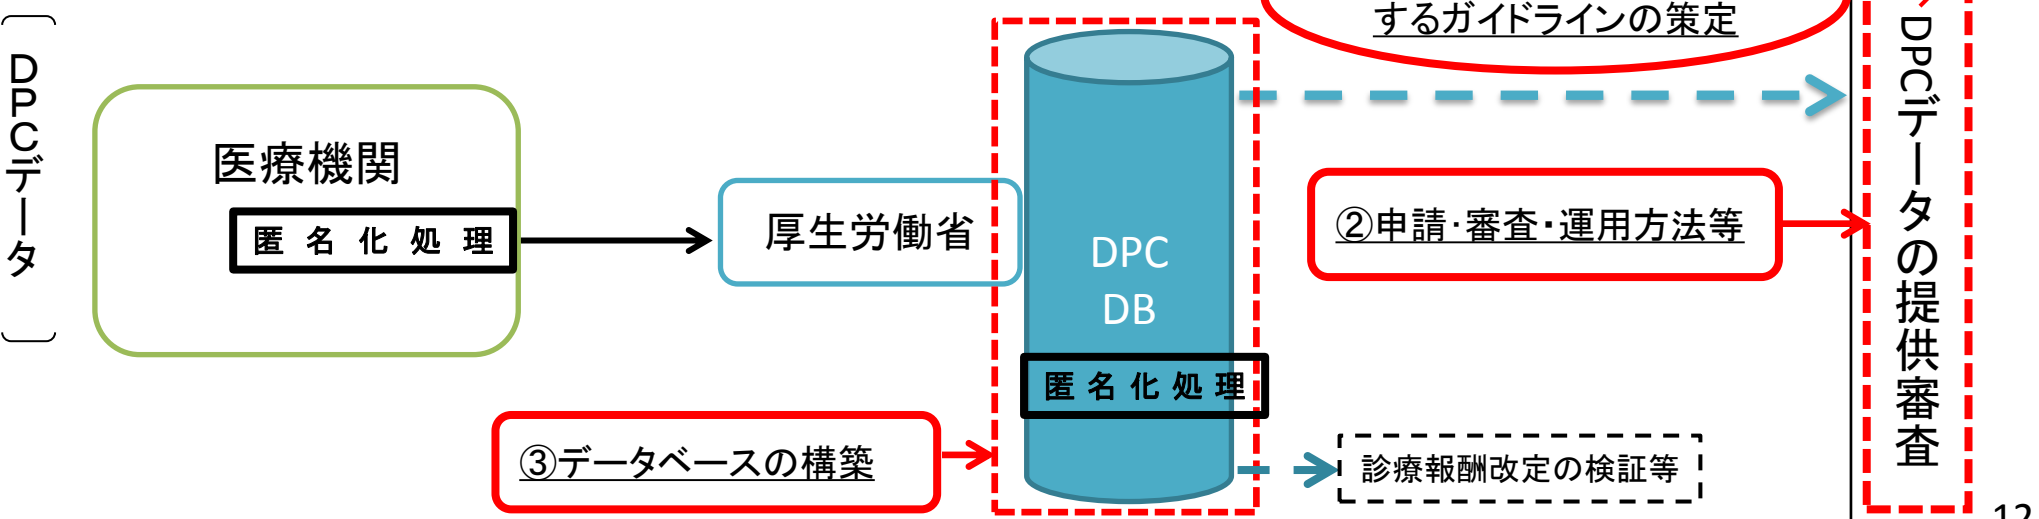 するガイドラインの策定
DPCデータ
医療機関
匿名化処理
厚生労働省
DPC
DB
匿名化処理
②申請・審査・運用方法等
③データベースの構築
診療報酬改定の検証等
DPCデータの提供審査
12